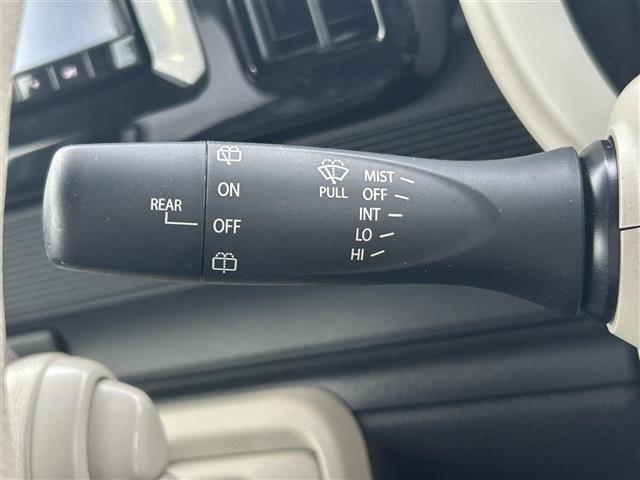 REAR
ON
OFF
PULL
MIST
OFF
INT
LO
HI